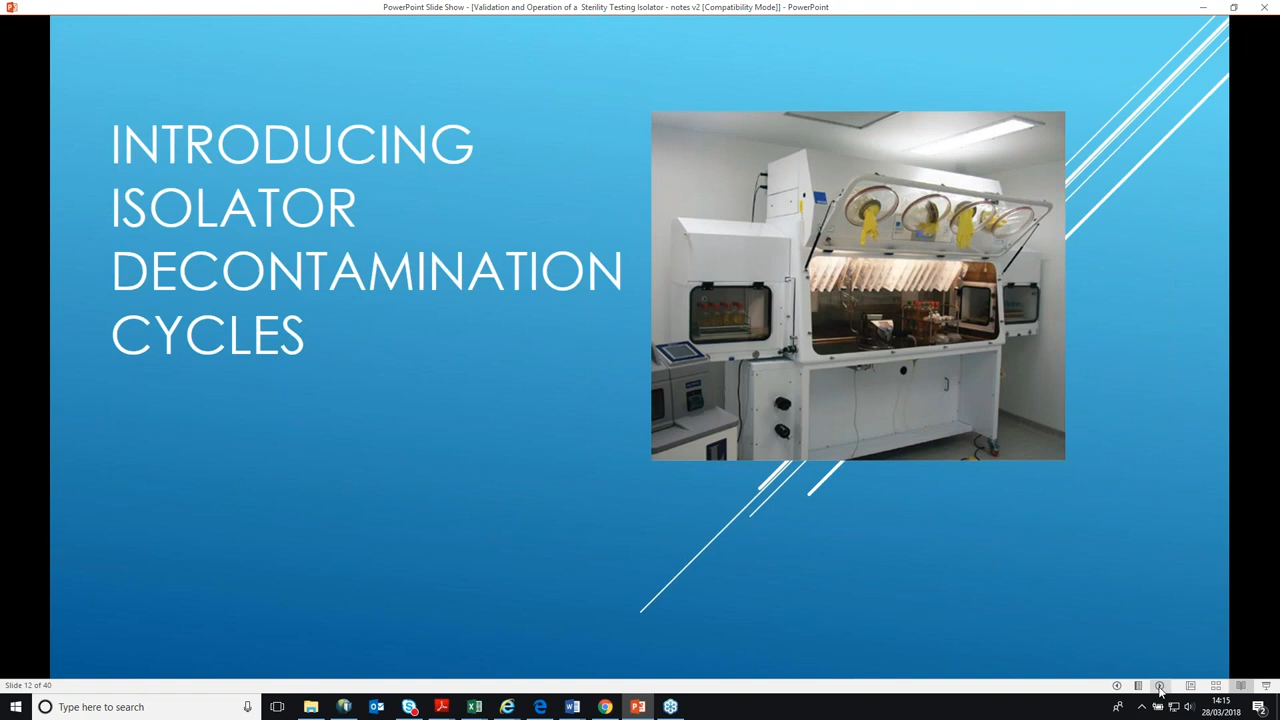 PowerPoint Slide Show - [Validation and Operation of a Sterility Testing Isolator - notes v2 [Compatibility Mode]] - PowerPoint
INTRODUCING
ISOLATOR
DECONTAMINATION
CYCLES
Slide 12 of 40
Type here to search
14:15
28/03/2018
2